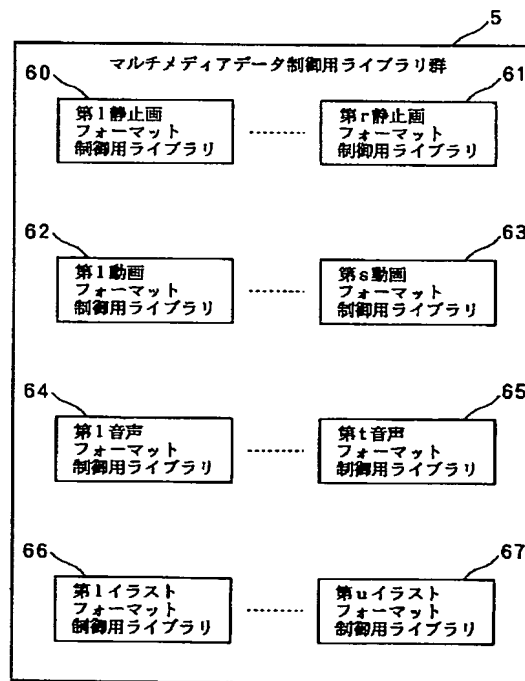 5
マルチメディアデータ制御用ライブラリ群
60
第1静止画
フォーマット
制御用ライブラリ
61
第r静止画
フォーマット
制御用ライブラリ
62
第1動画
フォーマット
制御用ライブラリ
63
第s動画
フォーマット
制御用ライブラリ
64
第1音声
フォーマット
制御用ライブラリ
65
第t音声
フォーマット
制御用ライブラリ
66
第1イラスト
フォーマット
制御用ライブラリ
67
第uイラスト
フォーマット
制御用ライブラリ